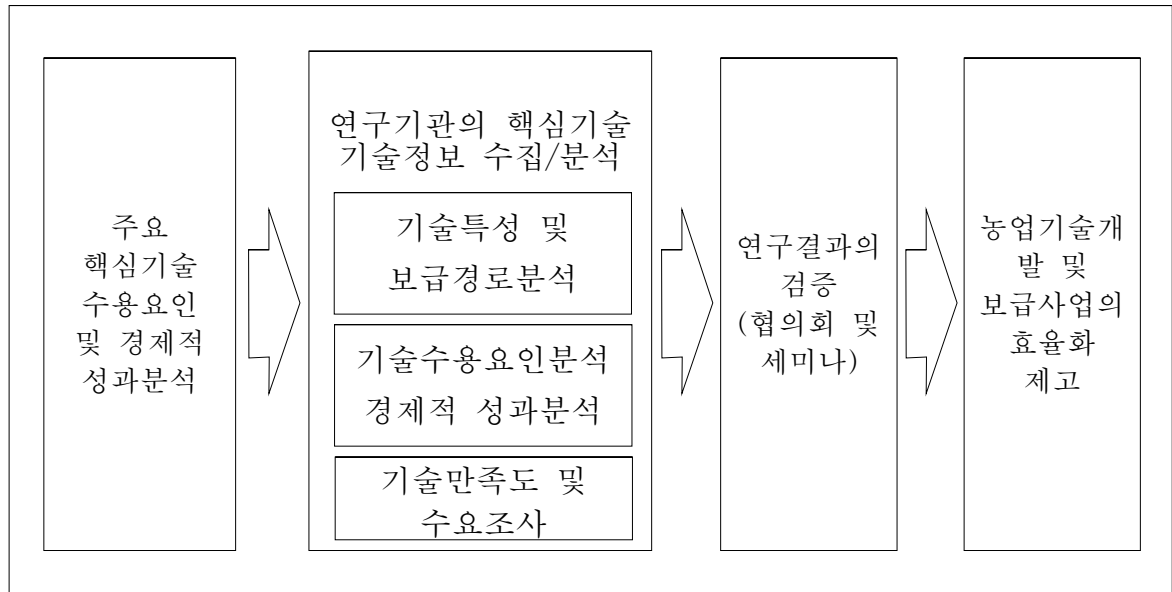 주요
핵심기술
수용요인
및 경제적
성과분석
연구기관의 핵심기술
기술정보 수집/분석
기술특성 및
보급경로분석
기술수용요인분석
경제적 성과분석
기술만족도 및
수요조사
연구결과의
검증
(협의회 및
세미나)
농업기술개
발 및
보급사업의
효율화
제고